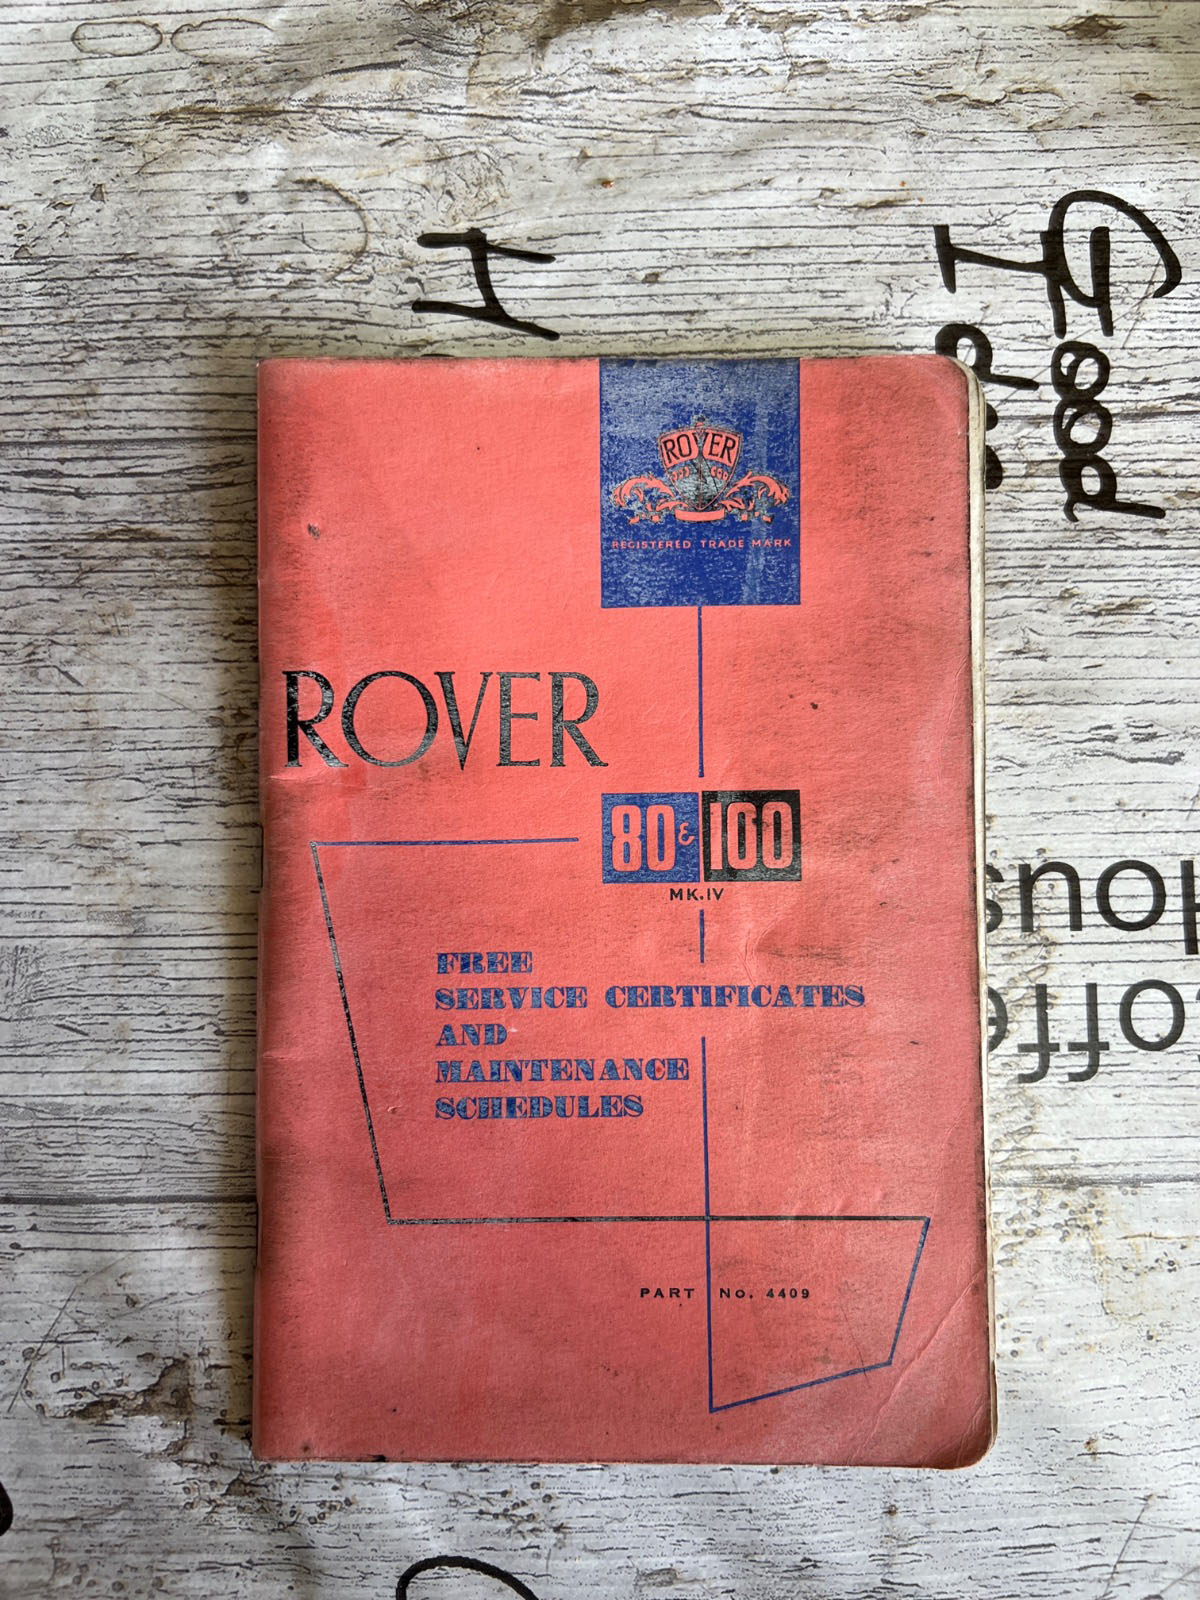 ROVER
REGISTERED TRADE MARK
ROVER
80 & 100
MK.IV
FREE
SERVICE CERTIFICATES
AND
MAINTENANCE
SCHEDULES
PART No. 4409
Good